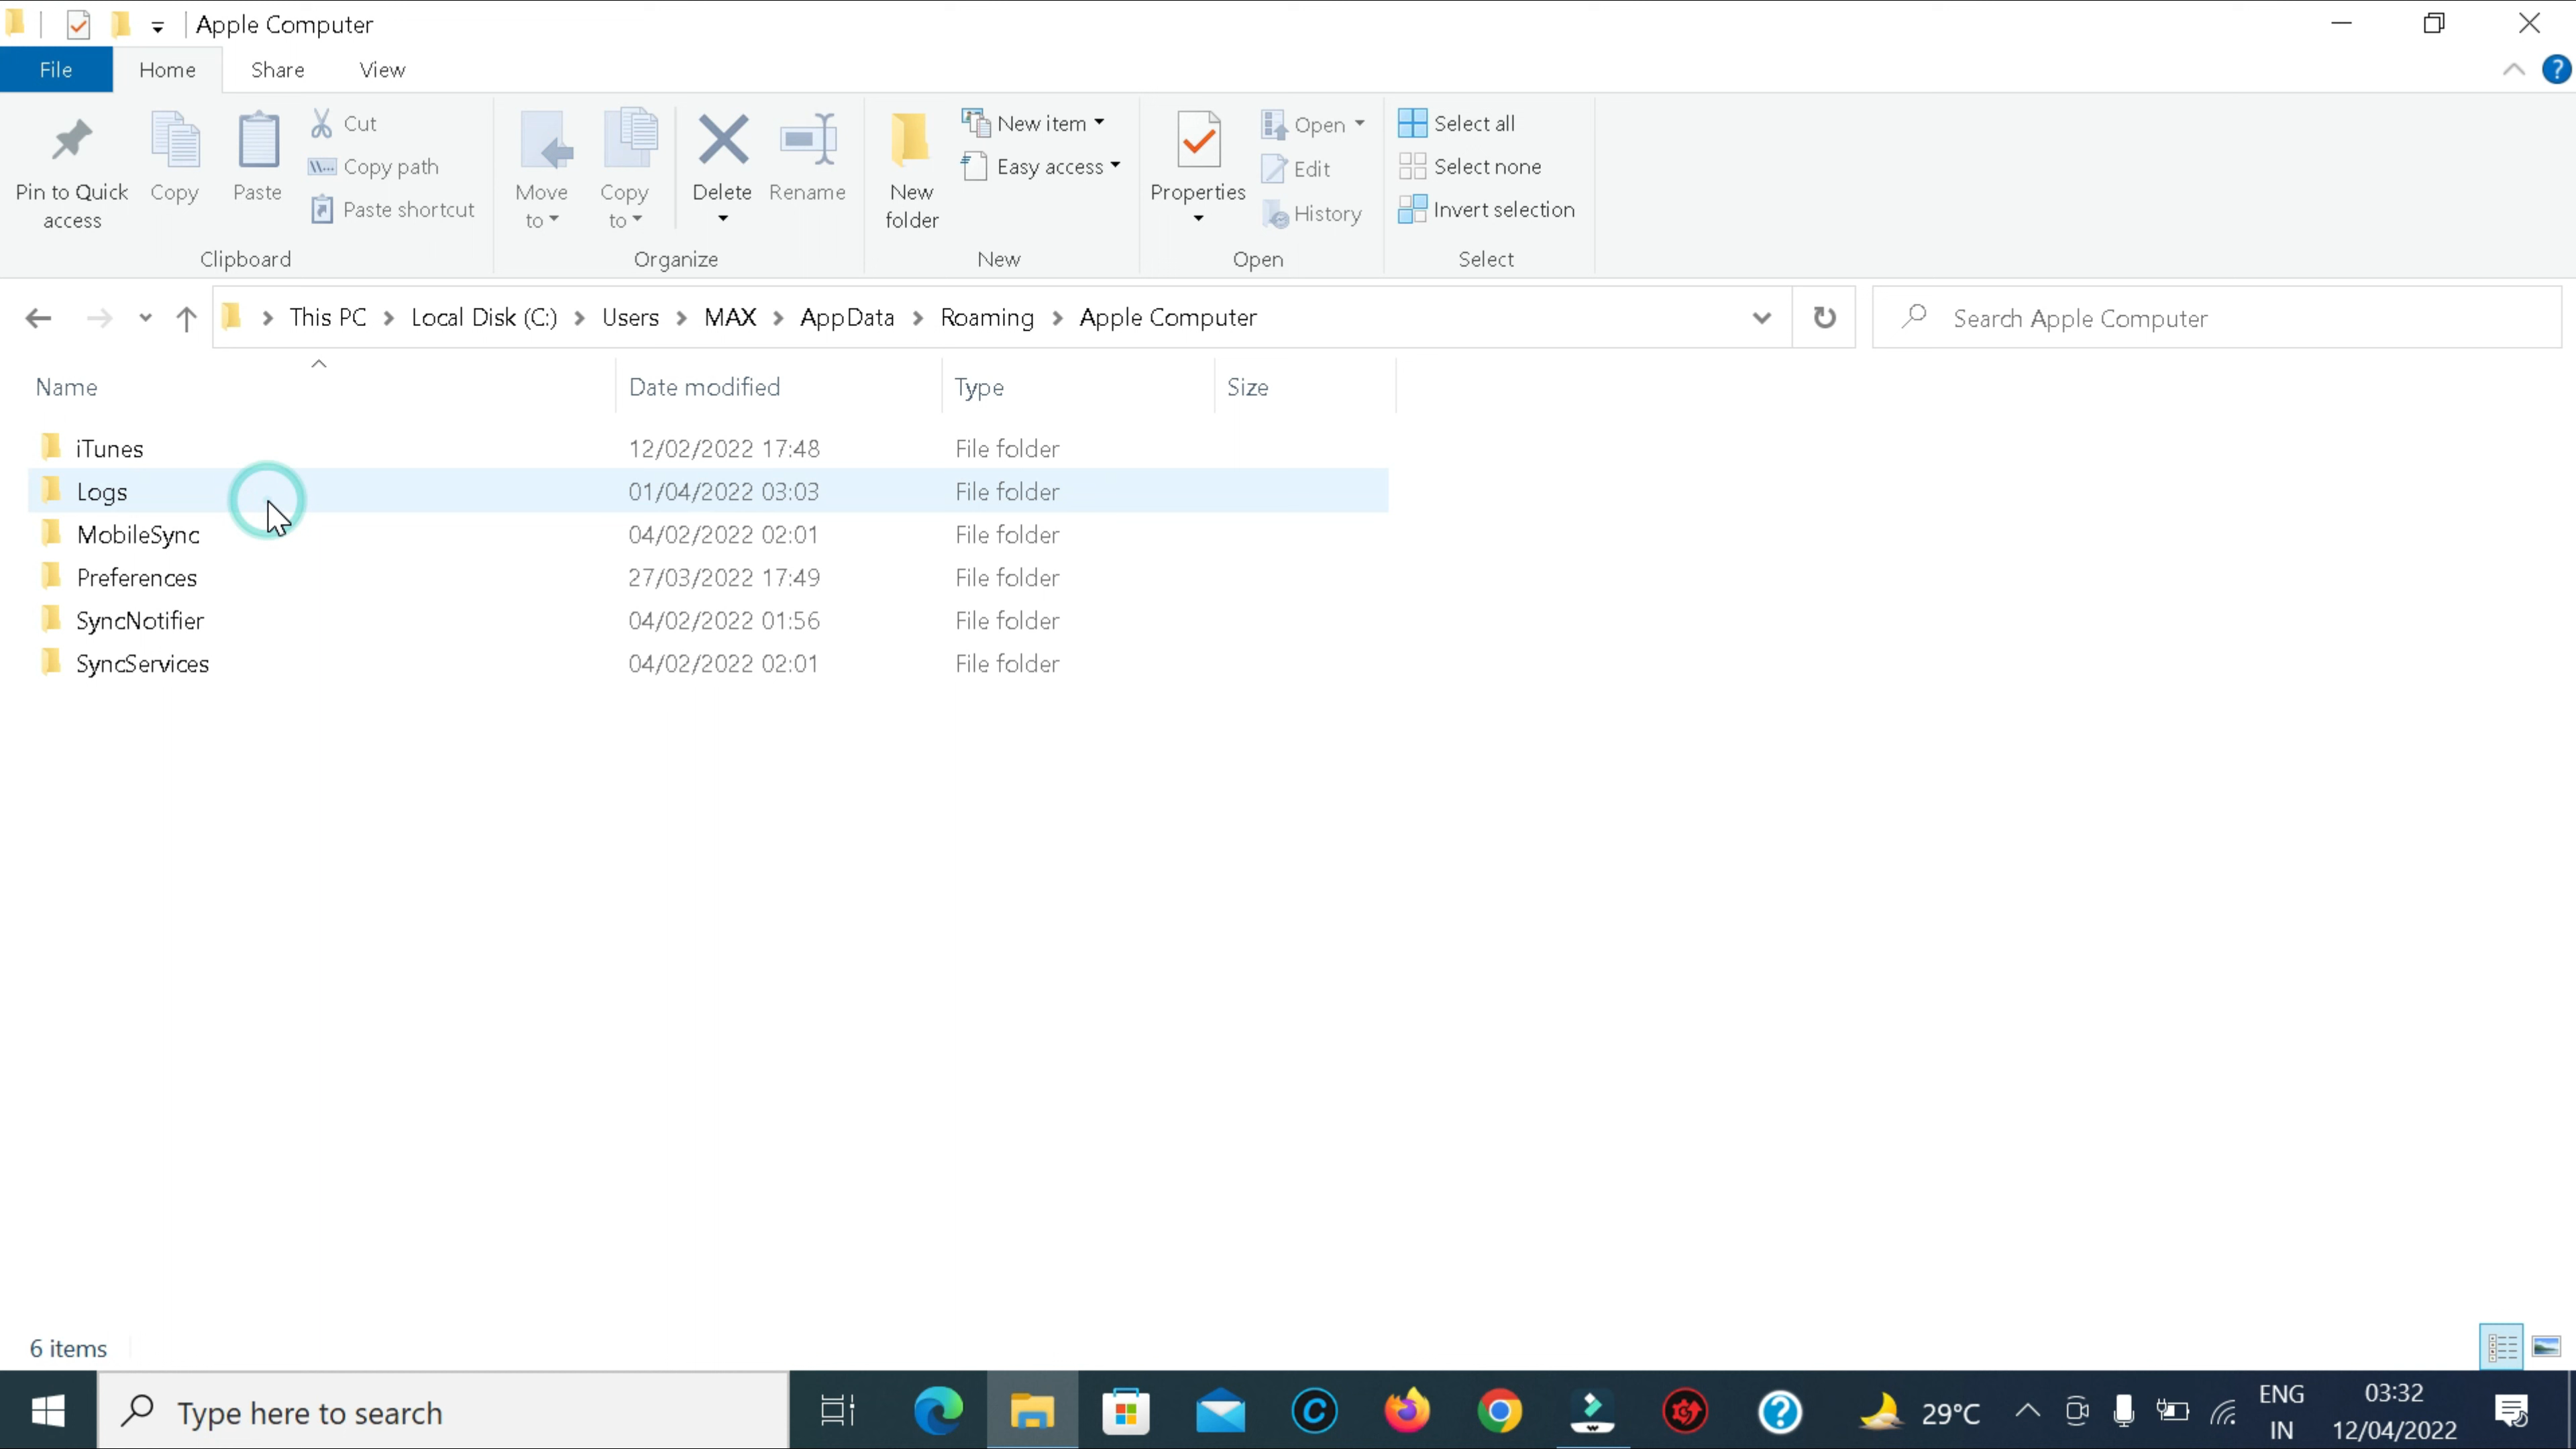 Apple Computer
File Home Share View
Pin to Quick access
Copy
Paste
Cut
Copy path
Paste shortcut
Clipboard
Move to
Copy to
Delete
Rename
Organize
New folder
New item
Easy access
New
Properties
Open
Edit
History
Open
Select all
Select none
Invert selection
Select
This PC Local Disk (C:) Users MAX AppData Roaming Apple Computer
Search Apple Computer
Name Date modified Type Size
iTunes 12/02/2022 17:48 File folder
Logs 01/04/2022 03:03 File folder
MobileSync 04/02/2022 02:01 File folder
Preferences 27/03/2022 17:49 File folder
SyncNotifier 04/02/2022 01:56 File folder
SyncServices 04/02/2022 02:01 File folder
6 items
Type here to search
29°C
ENG
IN
03:32
12/04/2022